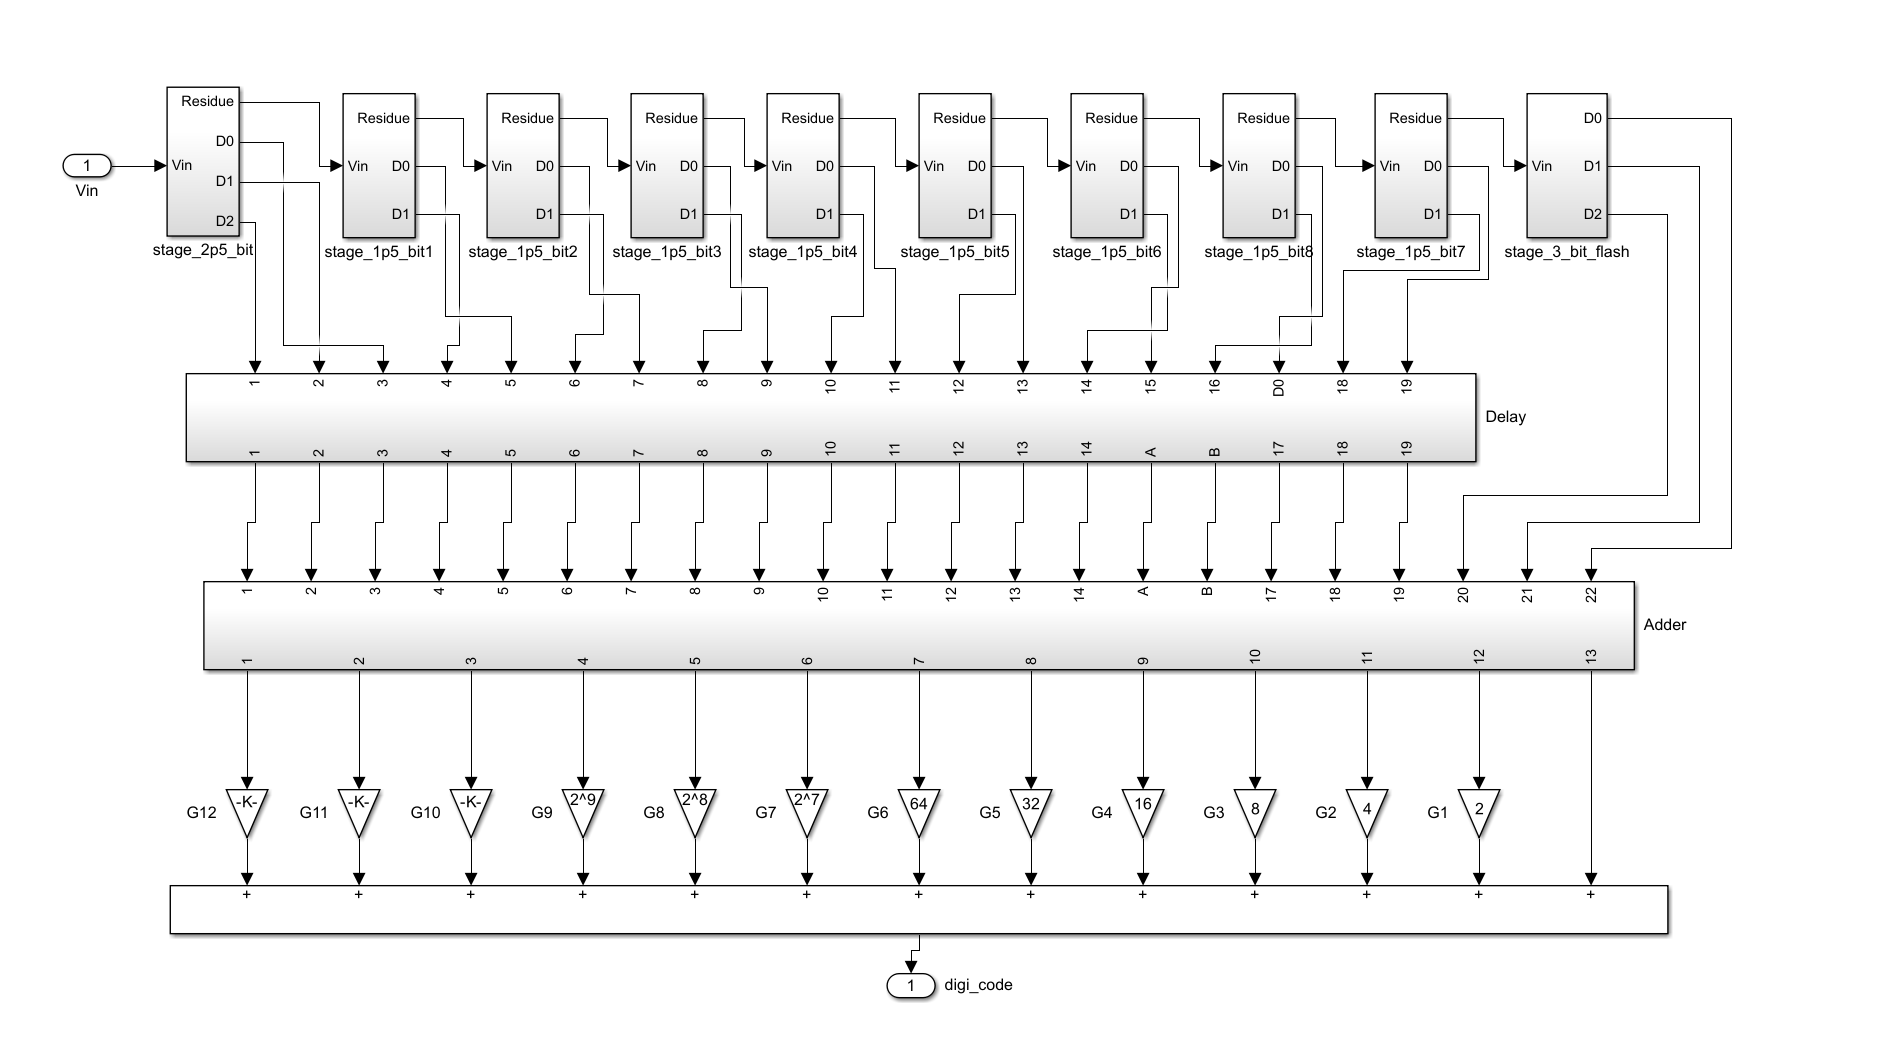 Residue
D0
D1
D2
Vin
stage_2p5_bit
1
Vin
Residue
Vin
D0
D1
stage_1p5_bit1
Residue
Vin
D0
D1
stage_1p5_bit2
Residue
Vin
D0
D1
stage_1p5_bit3
Residue
Vin
D0
D1
stage_1p5_bit4
Residue
Vin
D0
D1
stage_1p5_bit5
Residue
Vin
D0
D1
stage_1p5_bit6
Residue
Vin
D0
D1
stage_1p5_bit8
Residue
Vin
D0
D1
stage_1p5_bit7
D0
Vin
D1
D2
stage_3_bit_flash
1 2 3 4 5 6 7 8 9 10 11 12 13 14 15 16 D0 18 19
Delay
1 2 3 4 5 6 7 8 9 10 11 12 13 14 A B 17 18 19
1 2 3 4 5 6 7 8 9 10 11 12 13 14 A B 17 18 19 20 21 22
Adder
1 2 3 4 5 6 7 8 9 10 11 12 13
G12 -K- G11 -K- G10 -K- G9 2^9 G8 2^8 G7 2^7 G6 64 G5 32 G4 16 G3 8 G2 4 G1 2
+ + + + + + + + + + + + +
1 digi_code